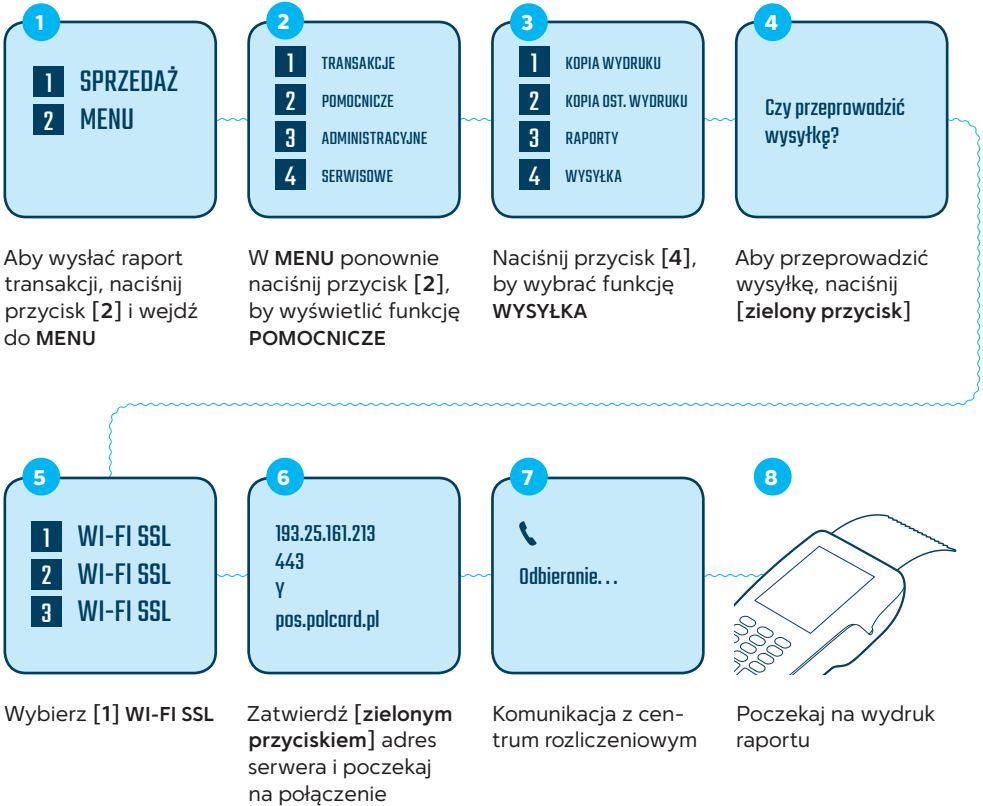 1
1 SPRZEDAŻ
2 MENU
Aby wysłać raport
transakcji, naciśnij
przycisk [2] i wejdź
do MENU
2
1 TRANSAKCJE
2 POMOCNICZE
3 ADMINISTRACYJNE
4 SERWISOWE
W MENU ponownie
naciśnij przycisk [2],
by wyświetlić funkcję
POMOCNICZE
3
1 KOPIA WYDRUKU
2 KOPIA OST. WYDRUKU
3 RAPORTY
4 WYSYŁKA
Naciśnij przycisk [4],
by wybrać funkcję
WYSYŁKA
4
Czy przeprowadzić
wysyłkę?
Aby przeprowadzić
wysyłkę, naciśnij
[zielony przycisk]
5
1 WI-FI SSL
2 WI-FI SSL
3 WI-FI SSL
Wybierz [1] WI-FI SSL
6
193.25.161.213
443
Y
pos.polcard.pl
Zatwierdź [zielonym
przyciskiem] adres
serwera i poczekaj
na połączenie
7
Odbieranie...
Komunikacja z cen-
trum rozliczeniowym
8
Poczekaj na wydruk
raportu